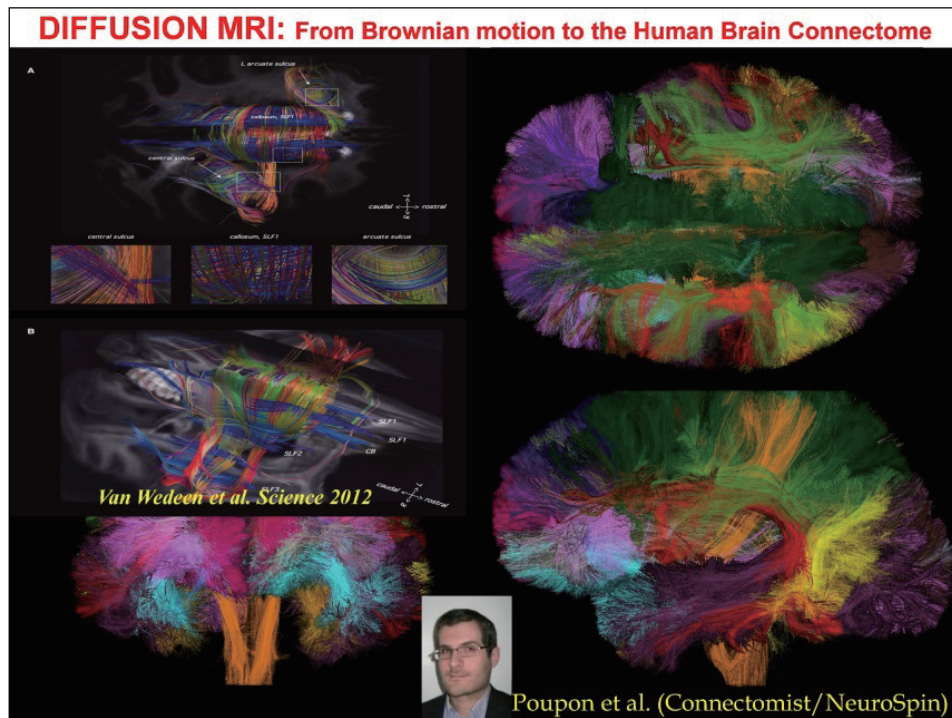 DIFFUSION MRI: From Brownian motion to the Human Brain Connectome
A
L arcuate sulcus
callosum, SLF1
central sulcus
caudal
rostral
L
R
central sulcus
callosum, SLF1
arcuate sulcus
B
SLF1
SLF1
CB
SLF2
SLF3
caudal
rostral
L
R
Van Wedeen et al. Science 2012
Poupon et al. (Connectomist/NeuroSpin)